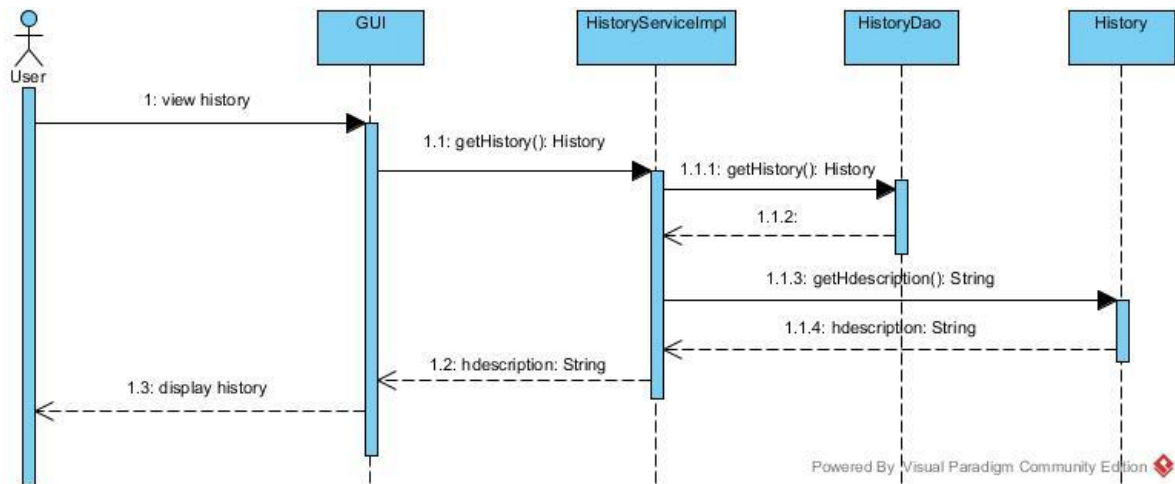 GUI
HistoryServiceImpl
HistoryDao
History
User
1: view history
1.1: getHistory(): History
1.1.1: getHistory(): History
1.1.2:
1.1.3: getHdescription(): String
1.1.4: hdescription: String
1.2: hdescription: String
1.3: display history
Powered By Visual Paradigm Community Edition